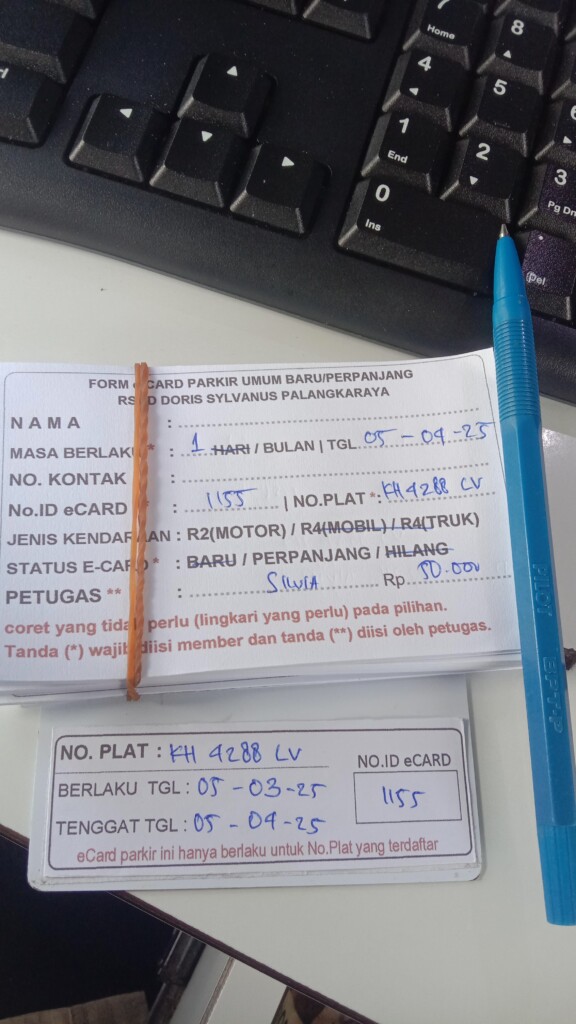 7
Home
8
4
5
6
1
End
2
3
Pg Dn
0
Ins
Del
FORM eCARD PARKIR UMUM BARU/PERPANJANG
RSUD DORIS SYLVANUS PALANGKARAYA
NAMA :
MASA BERLAKU * : 1 HARI / BULAN | TGL 05 - 04 - 25
NO. KONTAK :
No.ID eCARD * : 1155 | NO.PLAT *: KH 4288 LV
JENIS KENDARAAN : R2(MOTOR) / R4(MOBIL) / R4(TRUK)
STATUS E-CARD * : BARU / PERPANJANG / HILANG
PETUGAS ** : SILVIA Rp 50.000
coret yang tidak perlu (lingkari yang perlu) pada pilihan.
Tanda (*) wajib diisi member dan tanda (**) diisi oleh petugas.
NO. PLAT : KH 4288 LV
NO.ID eCARD
BERLAKU TGL : 05 - 03 - 25
1155
TENGGAT TGL : 05 - 04 - 25
eCard parkir ini hanya berlaku untuk No.Plat yang terdaftar
PILOT BPT-P